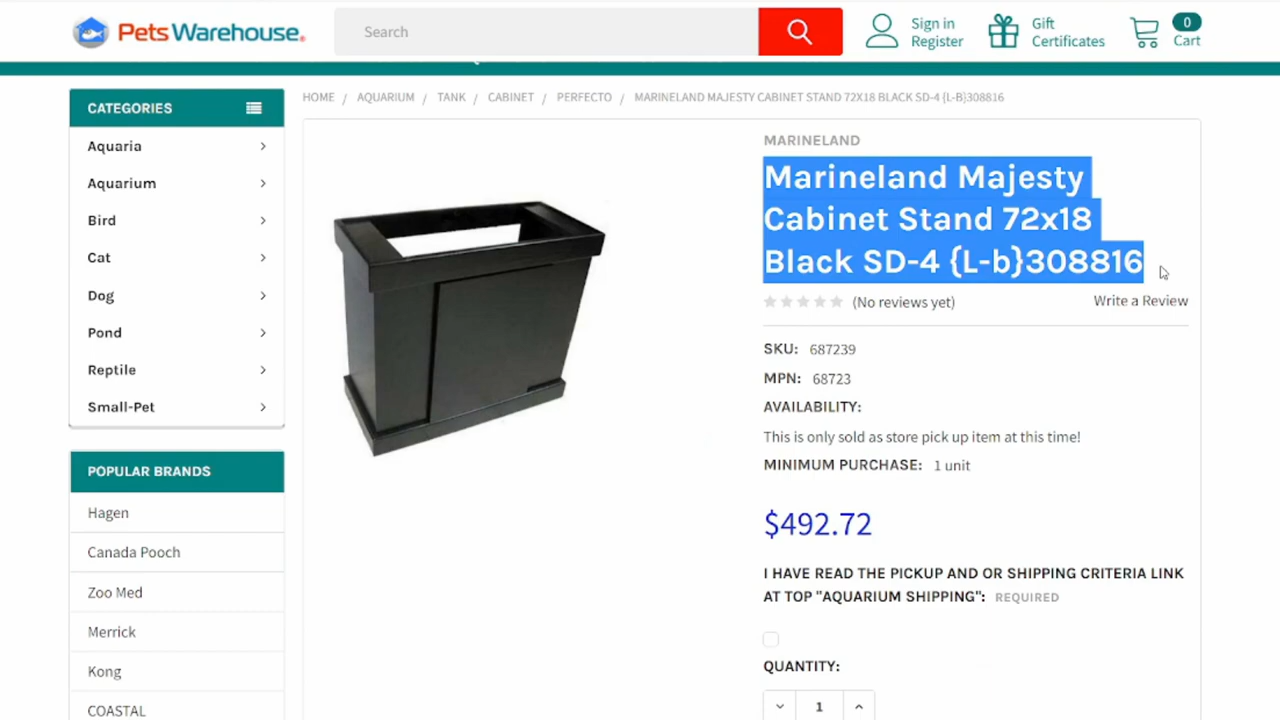 Pets Warehouse
Search
Sign in
Register
Gift
Certificates
0
Cart
CATEGORIES
Aquaria
Aquarium
Bird
Cat
Dog
Pond
Reptile
Small-Pet
POPULAR BRANDS
Hagen
Canada Pooch
Zoo Med
Merrick
Kong
COASTAL
HOME / AQUARIUM / TANK / CABINET / PERFECTO / MARINELAND MAJESTY CABINET STAND 72X18 BLACK SD-4 {L-B}308816
MARINELAND
Marineland Majesty
Cabinet Stand 72x18
Black SD-4 {L-b}308816
(No reviews yet) Write a Review
SKU: 687239
MPN: 68723
AVAILABILITY:
This is only sold as store pick up item at this time!
MINIMUM PURCHASE: 1 unit
$492.72
I HAVE READ THE PICKUP AND OR SHIPPING CRITERIA LINK
AT TOP "AQUARIUM SHIPPING": REQUIRED
QUANTITY:
1